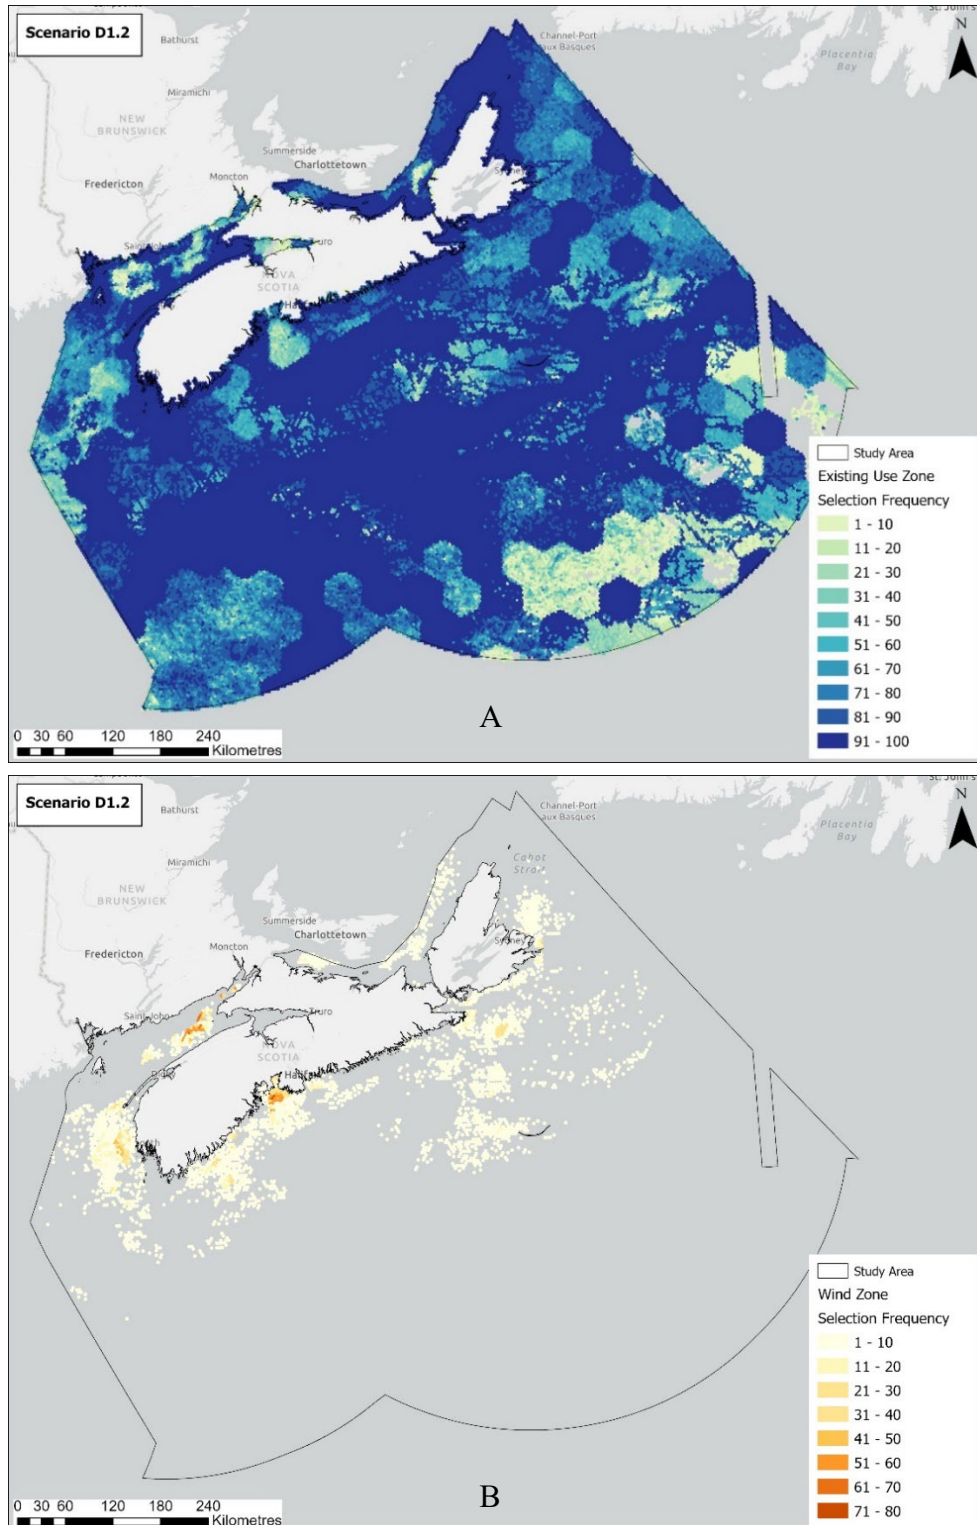 Scenario D1.2
Bathurst
Channel-Port
aux Basques
Placentia
Bay
N
Miramichi
NEW
BRUNSWICK
Summerside
Charlottetown
Moncton
Fredericton
Saint John
NOVA
SCOTIA
Study Area
Existing Use Zone
Selection Frequency
1 - 10
11 - 20
21 - 30
31 - 40
41 - 50
51 - 60
61 - 70
71 - 80
81 - 90
91 - 100
A
0 30 60 120 180 240
Kilometres
Scenario D1.2
Bathurst
Channel-Port
aux Basques
Placentia
Bay
N
Miramichi
Cabot
NEW
BRUNSWICK
Summerside
Charlottetown
Moncton
Sydney
Fredericton
Saint John
Truro
NOVA
SCOTIA
Study Area
Wind Zone
Selection Frequency
1 - 10
11 - 20
21 - 30
31 - 40
41 - 50
51 - 60
61 - 70
71 - 80
B
0 30 60 120 180 240
Kilometres